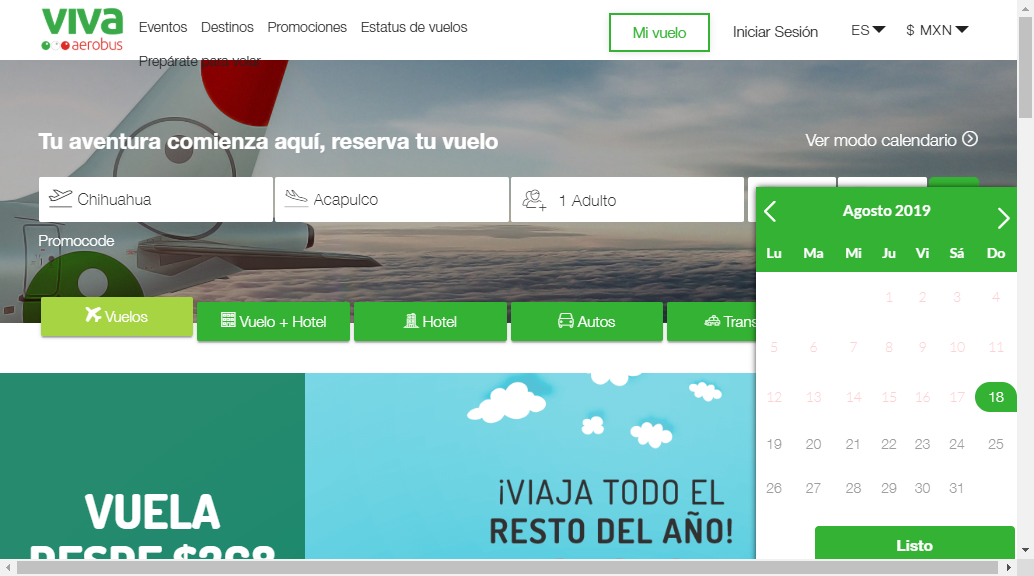 viva
aerobus
Eventos Destinos Promociones Estatus de vuelos
Prepárate para volar
Mi vuelo
Iniciar Sesión
ES
$ MXN
Tu aventura comienza aquí, reserva tu vuelo
Ver modo calendario
Chihuahua
Acapulco
1 Adulto
Promocode
Agosto 2019
Lu Ma Mi Ju Vi Sá Do
1 2 3 4
5 6 7 8 9 10 11
12 13 14 15 16 17 18
19 20 21 22 23 24 25
26 27 28 29 30 31
Listo
Vuelos
Vuelo + Hotel
Hotel
Autos
Trans
VUELA
DESDE $268
¡VIAJA TODO EL
RESTO DEL AÑO!